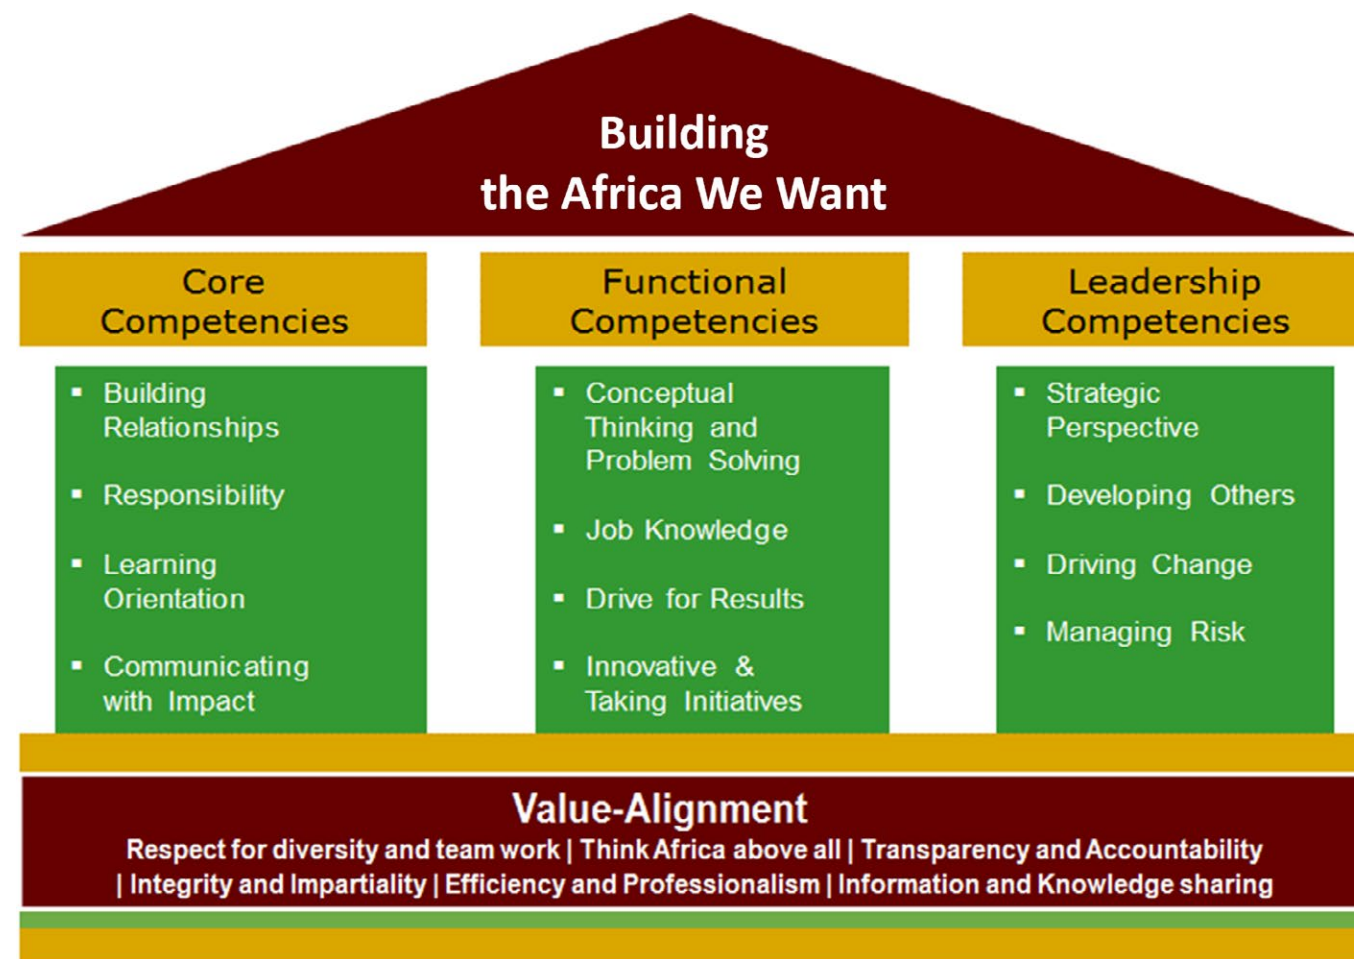 Building
the Africa We Want
Core
Competencies
▪ Building
Relationships
▪ Responsibility
▪ Learning
Orientation
▪ Communicating
with Impact
Functional
Competencies
▪ Conceptual
Thinking and
Problem Solving
▪ Job Knowledge
▪ Drive for Results
▪ Innovative &
Taking Initiatives
Leadership
Competencies
▪ Strategic
Perspective
▪ Developing Others
▪ Driving Change
▪ Managing Risk
Value-Alignment
Respect for diversity and team work | Think Africa above all | Transparency and Accountability
| Integrity and Impartiality | Efficiency and Professionalism | Information and Knowledge sharing